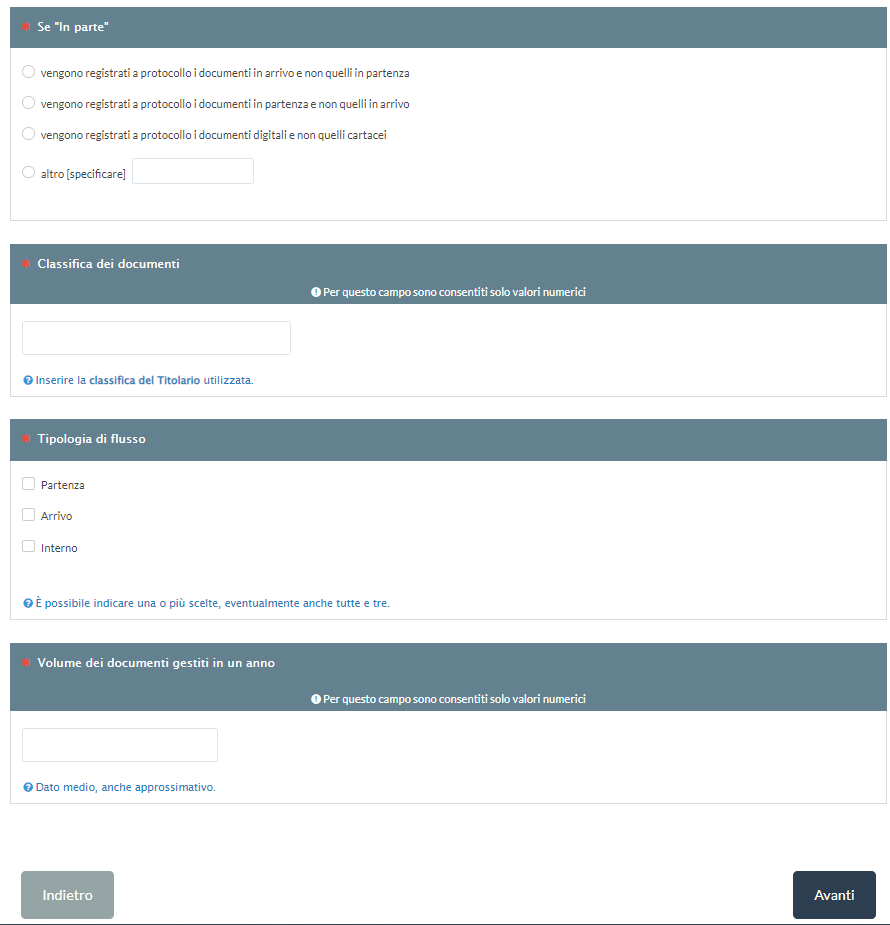 * Se "In parte"
vengono registrati a protocollo i documenti in arrivo e non quelli in partenza
vengono registrati a protocollo i documenti in partenza e non quelli in arrivo
vengono registrati a protocollo i documenti digitali e non quelli cartacei
altro [specificare]
* Classifica dei documenti
Per questo campo sono consentiti solo valori numerici
Inserire la classifica del Titolario utilizzata.
* Tipologia di flusso
Partenza
Arrivo
Interno
È possibile indicare una o più scelte, eventualmente anche tutte e tre.
* Volume dei documenti gestiti in un anno
Per questo campo sono consentiti solo valori numerici
Dato medio, anche approssimativo.
Indietro
Avanti